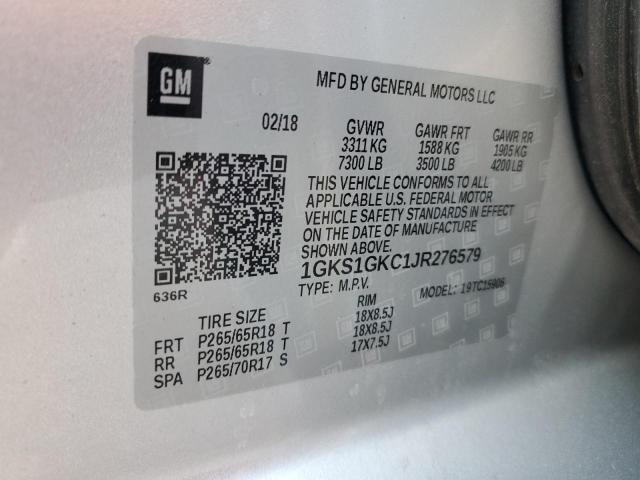 GM
MFD BY GENERAL MOTORS LLC
02/18 GVWR GAWR FRT GAWR RR
3311 KG 1588 KG 1905 KG
7300 LB 3500 LB 4200 LB
THIS VEHICLE CONFORMS TO ALL
APPLICABLE U.S. FEDERAL MOTOR
VEHICLE SAFETY STANDARDS IN EFFECT
ON THE DATE OF MANUFACTURE
SHOWN ABOVE.
1GKS1GKC1JR276579
TYPE: M.P.V. MODEL: 19TC15906
636R
TIRE SIZE RIM
FRT P265/65R18 T 18X8.5J
RR P265/65R18 T 18X8.5J
SPA P265/70R17 S 17X7.5J